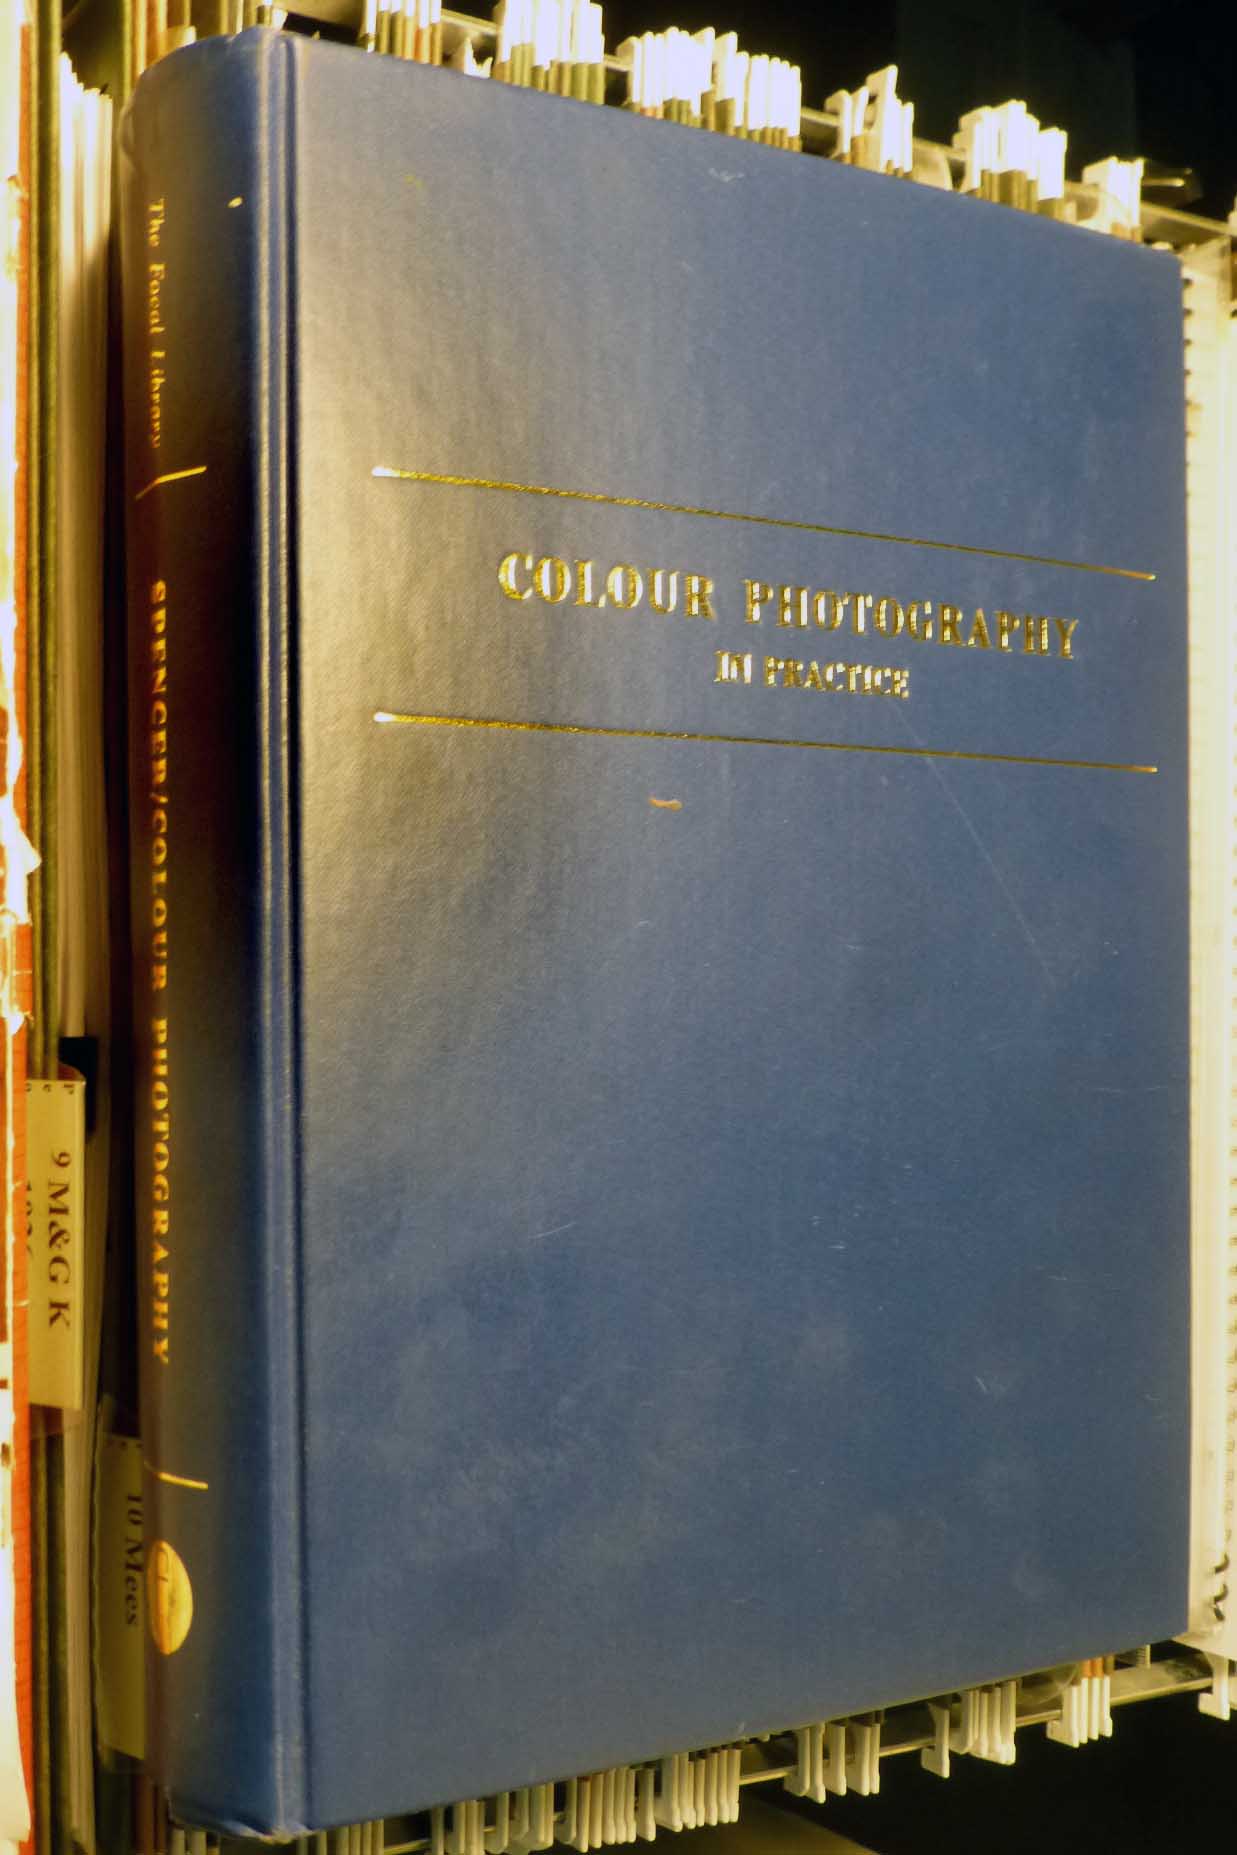 The Focal Library
SPENCER/COLOUR PHOTOGRAPHY
COLOUR PHOTOGRAPHY
IN PRACTICE
9 M&G K
10 Mees